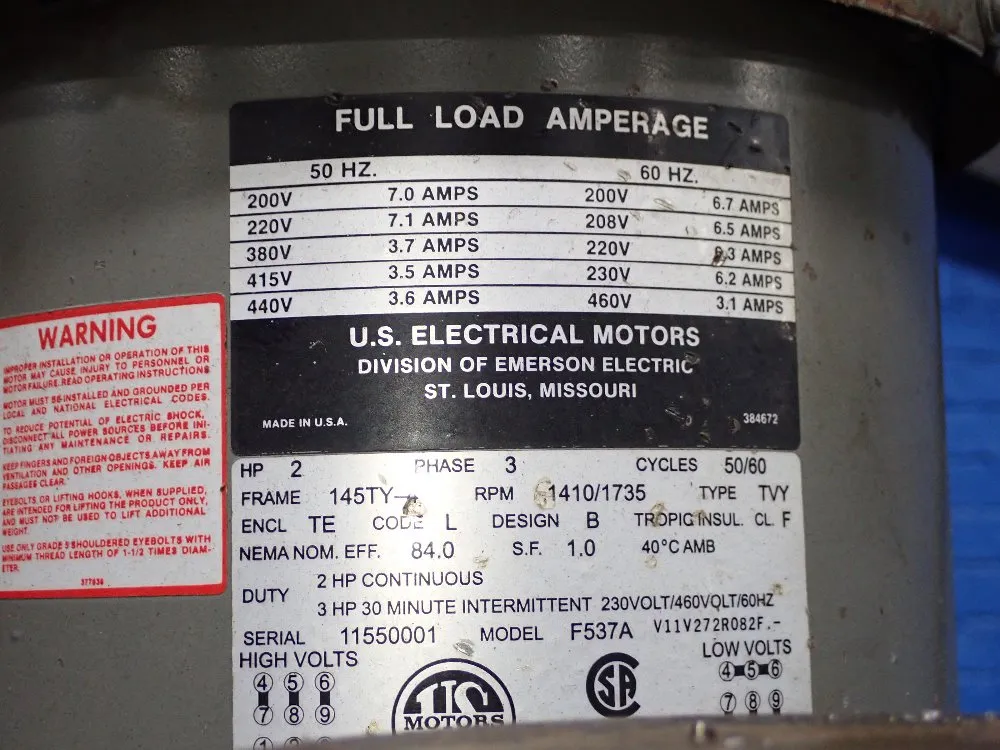 FULL LOAD AMPERAGE
50 HZ. 60 HZ.
200V 7.0 AMPS 200V 6.7 AMPS
220V 7.1 AMPS 208V 6.5 AMPS
380V 3.7 AMPS 220V 6.3 AMPS
415V 3.5 AMPS 230V 6.2 AMPS
440V 3.6 AMPS 460V 3.1 AMPS
U.S. ELECTRICAL MOTORS
DIVISION OF EMERSON ELECTRIC
ST. LOUIS, MISSOURI
MADE IN U.S.A. 384672
WARNING
IMPROPER INSTALLATION OR OPERATION OF THIS
MOTOR MAY CAUSE INJURY TO PERSONNEL OR
MOTOR FAILURE. READ OPERATING INSTRUCTIONS
MOTOR MUST BE INSTALLED AND GROUNDED PER
LOCAL AND NATIONAL ELECTRICAL CODES.
TO REDUCE POTENTIAL OF ELECTRIC SHOCK,
DISCONNECT ALL POWER SOURCES BEFORE INI-
TIATING ANY MAINTENANCE OR REPAIRS.
KEEP FINGERS AND FOREIGN OBJECTS AWAY FROM
VENTILATION AND OTHER OPENINGS. KEEP AIR
PASSAGES CLEAR.
EYEBOLTS OR LIFTING HOOKS, WHEN SUPPLIED,
ARE INTENDED FOR LIFTING THE PRODUCT ONLY,
AND MUST NOT BE USED TO LIFT ADDITIONAL
WEIGHT.
USE ONLY GRADE 5 SHOULDERED EYEBOLTS WITH
MINIMUM THREAD LENGTH OF 1-1/2 TIMES DIAM-
ETER.
377836
HP 2 PHASE 3 CYCLES 50/60
FRAME 145TY- RPM 1410/1735 TYPE TVY
ENCL TE CODE L DESIGN B TROPIC INSUL. CL. F
NEMA NOM. EFF. 84.0 S.F. 1.0 40°C AMB
DUTY 2 HP CONTINUOUS
3 HP 30 MINUTE INTERMITTENT 230VOLT/460VOLT/60HZ
SERIAL 11550001 MODEL F537A V11V272R082F.-
HIGH VOLTS LOW VOLTS
4 5 6 4 5 6
7 8 9 7 8 9
US
MOTORS
CSA